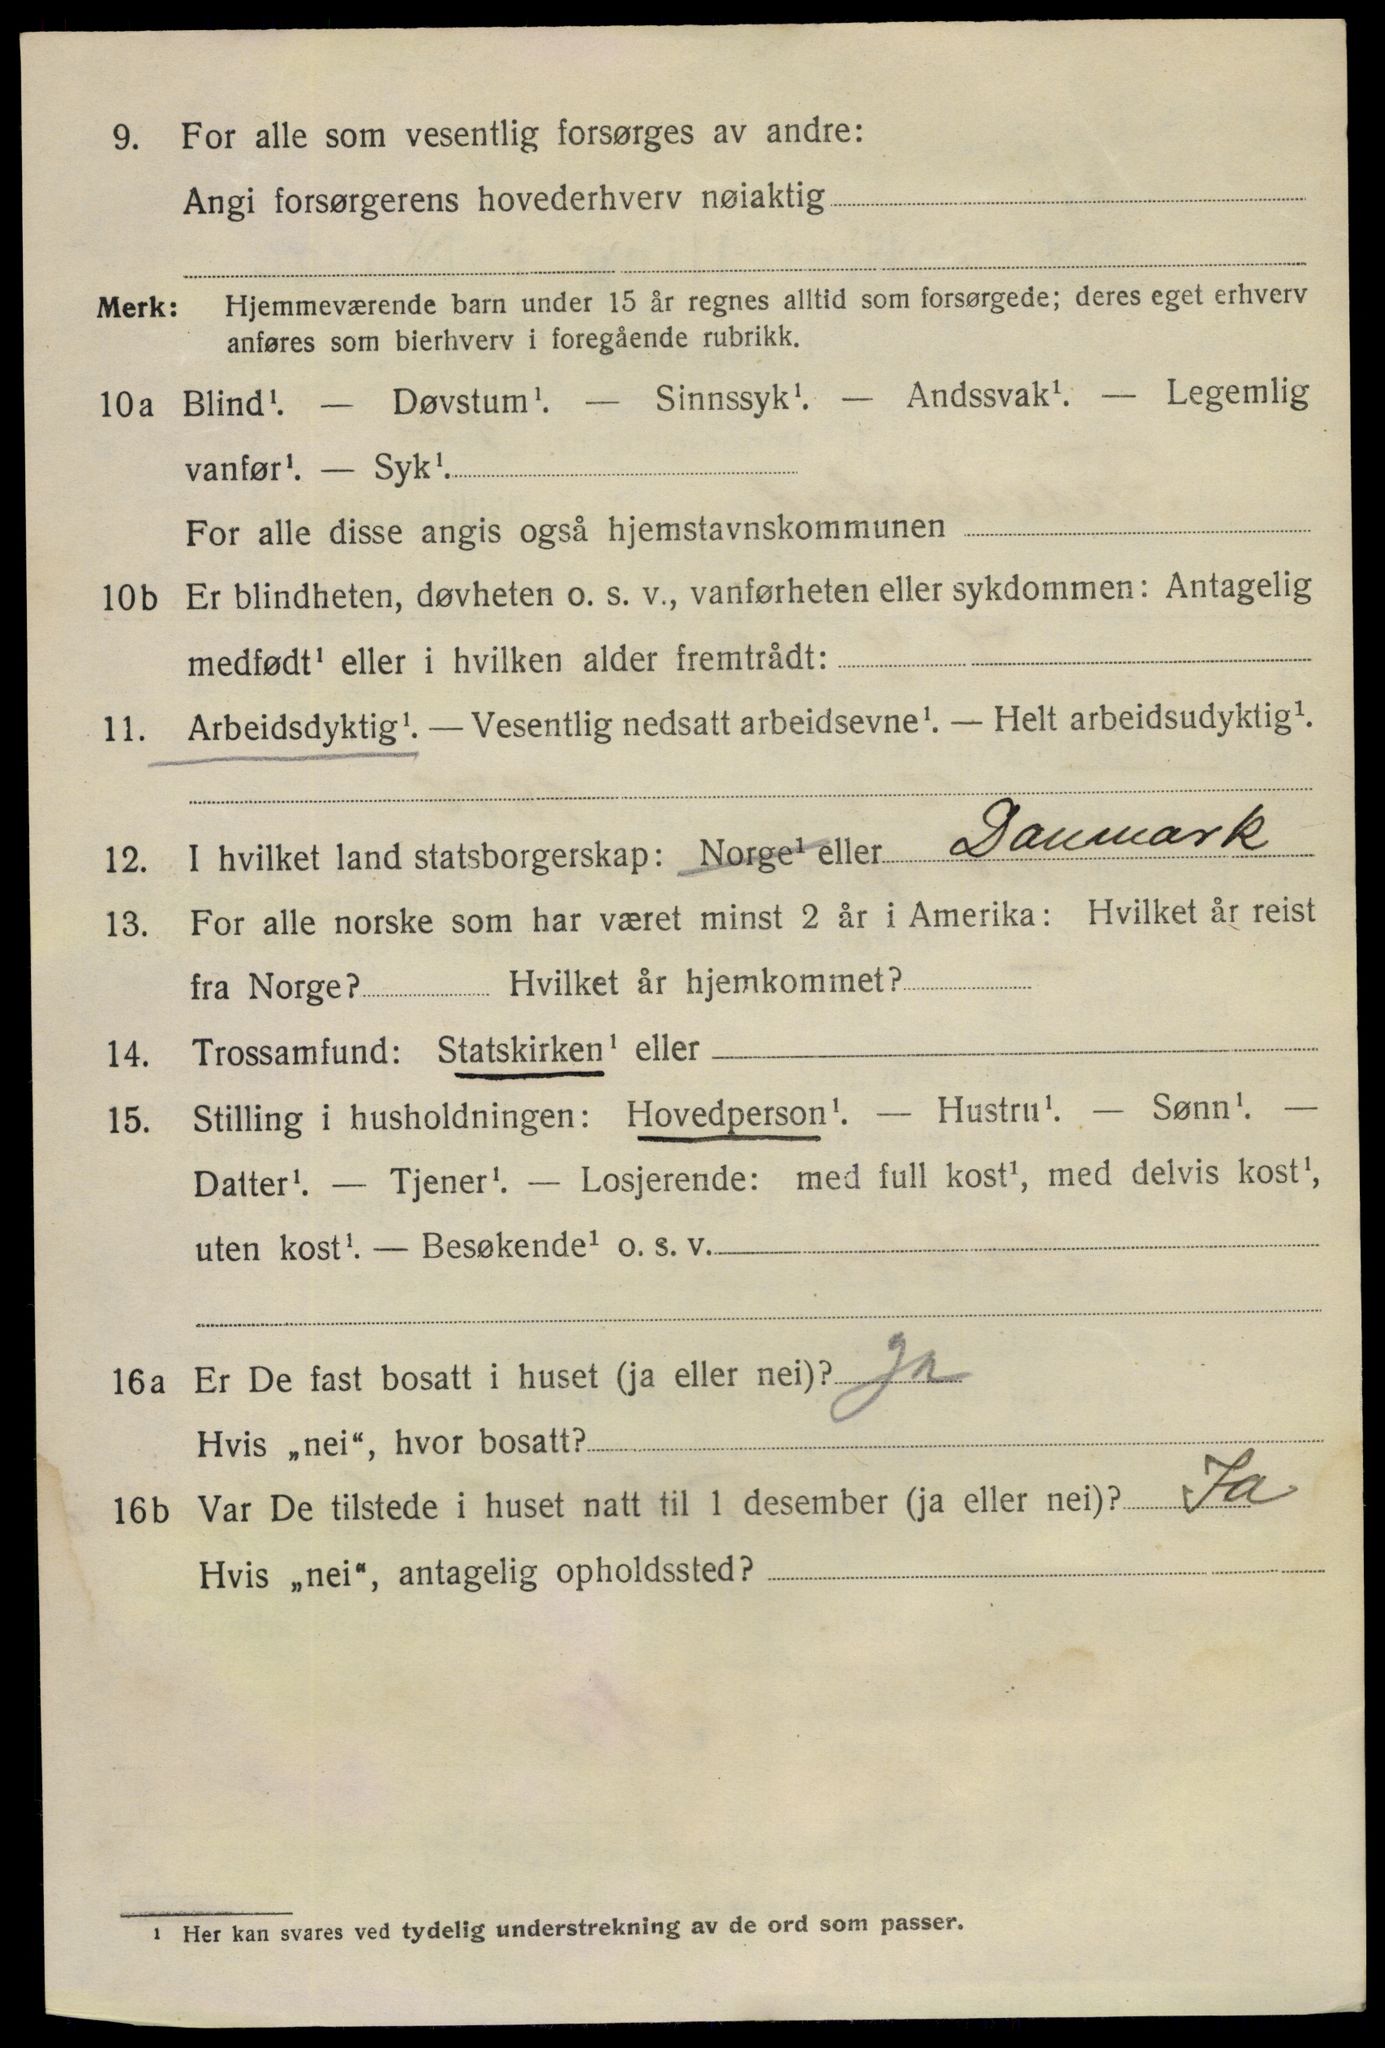 9. For alle som vesentlig forsørges av andre:
Angi forsørgerens hovederhverv nøiaktig
Merk: Hjemmeværende barn under 15 år regnes alltid som forsørgede; deres eget erhverv
anføres som bierhverv i foregående rubrikk.
10a Blind¹. — Døvstum¹. — Sinnssyk¹. — Andssvak¹. — Legemlig
vanfør¹. — Syk¹.
For alle disse angis også hjemstavnskommunen
10b Er blindheten, døvheten o. s. v., vanførheten eller sykdommen: Antagelig
medfødt¹ eller i hvilken alder fremtrådt:
11. Arbeidsdyktig¹. — Vesentlig nedsatt arbeidsevne¹. — Helt arbeidsudyktig¹.
12. I hvilket land statsborgerskap: Norge¹ eller Danmark
13. For alle norske som har været minst 2 år i Amerika: Hvilket år reist
fra Norge? Hvilket år hjemkommet?
14. Trossamfund: Statskirken¹ eller
15. Stilling i husholdningen: Hovedperson¹. — Hustru¹. — Sønn¹. —
Datter¹. — Tjener¹. — Losjerende: med full kost¹, med delvis kost¹,
uten kost¹. — Besøkende¹ o. s. v.
16a Er De fast bosatt i huset (ja eller nei)? Ja
Hvis „nei“, hvor bosatt?
16b Var De tilstede i huset natt til 1 desember (ja eller nei)? Ja
Hvis „nei“, antagelig opholdssted?
¹ Her kan svares ved tydelig understrekning av de ord som passer.